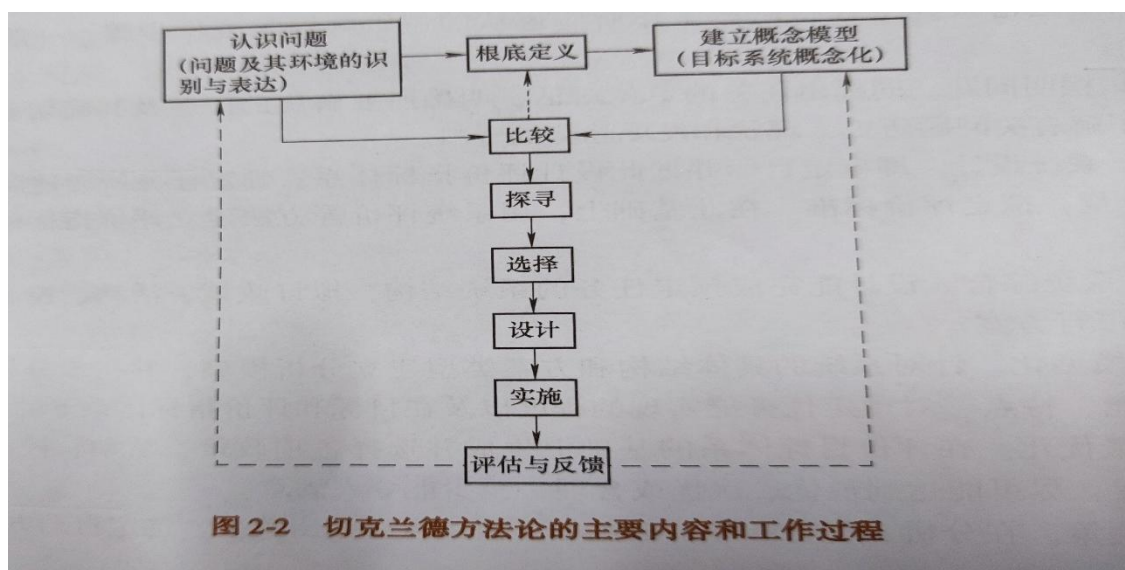 认识问题
(问题及其环境的识
别与表达)
根底定义
建立概念模型
(目标系统概念化)
比较
探寻
选择
设计
实施
评估与反馈
图 2-2 切克兰德方法论的主要内容和工作过程